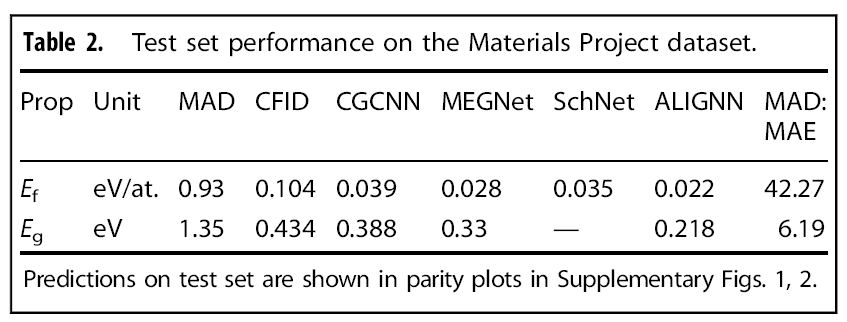 Table 2. Test set performance on the Materials Project dataset.
Prop Unit MAD CFID CGCNN MEGNet SchNet ALIGNN MAD:
MAE
Ef eV/at. 0.93 0.104 0.039 0.028 0.035 0.022 42.27
Eg eV 1.35 0.434 0.388 0.33 — 0.218 6.19
Predictions on test set are shown in parity plots in Supplementary Figs. 1, 2.